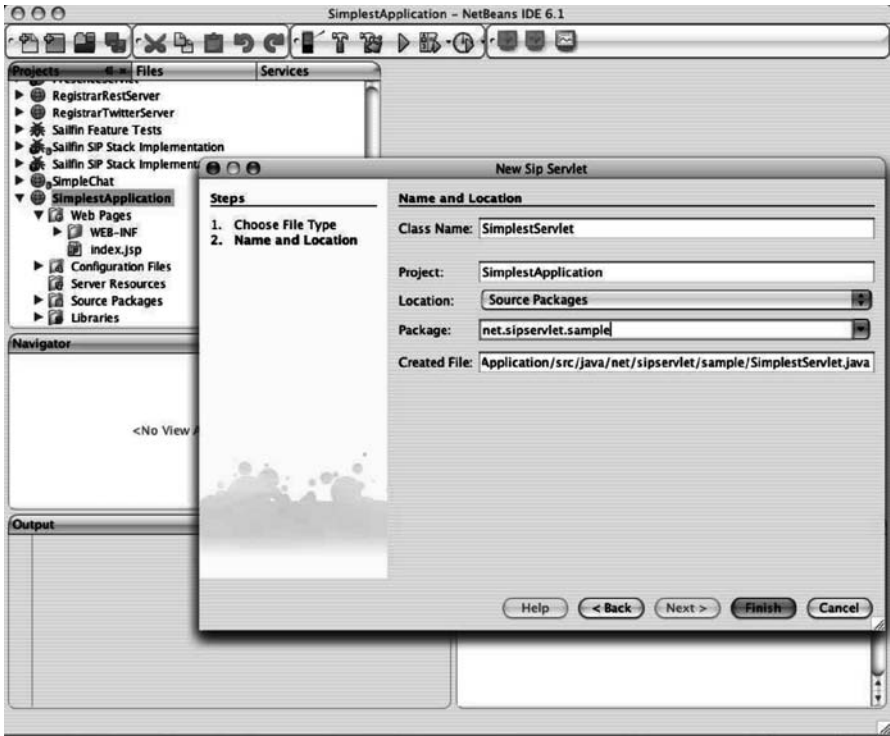 SimplestApplication – NetBeans IDE 6.1
Projects
Files
Services
RegistrarRestServer
RegistrarTwitterServer
Sailfin Feature Tests
Sailfin SIP Stack Implementation
Sailfin SIP Stack Implement
SimpleChat
SimplestApplication
Web Pages
WEB-INF
index.jsp
Configuration Files
Server Resources
Source Packages
Libraries
Navigator
<No View A
Output
New Sip Servlet
Steps
1. Choose File Type
2. Name and Location
Name and Location
Class Name: SimplestServlet
Project: SimplestApplication
Location: Source Packages
Package: net.sipservlet.sample
Created File: Application/src/java/net/sipservlet/sample/SimplestServlet.java
Help
< Back
Next >
Finish
Cancel